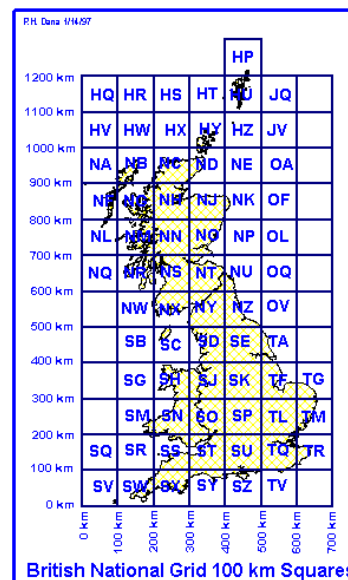 P.H. Dana 1/14/97
HP
1200 km
HQ HR HS HT HU JQ
1100 km
HV HW HX HY HZ JV
1000 km
NA NB NC ND NE OA
900 km
NF NG NH NJ NK OF
800 km
NL NM NN NO NP OL
700 km
NQ NR NS NT NU OQ
600 km
NW NX NY NZ OV
500 km
SB SC SD SE TA
400 km
SG SH SJ SK TF TG
300 km
SM SN SO SP TL TM
200 km
SQ SR SS ST SU TQ TR
100 km
SV SW SX SY SZ TV
0 km
0 km 100 km 200 km 300 km 400 km 500 km 600 km 700 km
British National Grid 100 km Squares